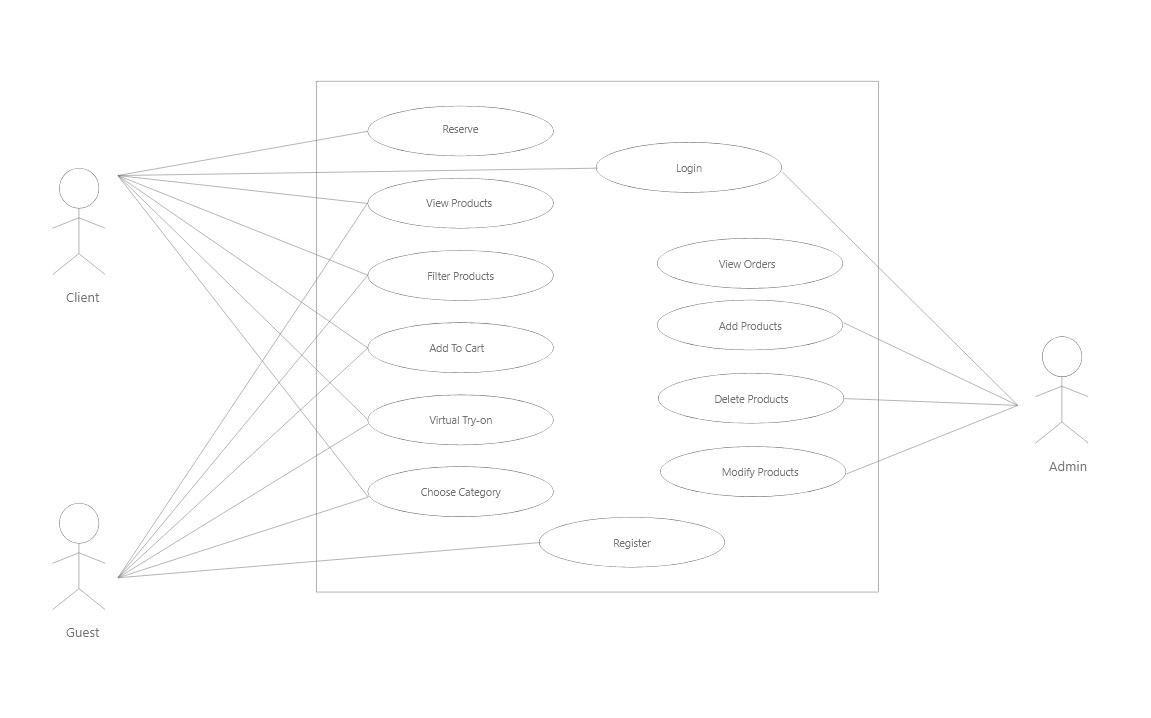 Reserve
Login
View Products
View Orders
Filter Products
Client
Add Products
Add To Cart
Delete Products
Virtual Try-on
Admin
Modify Products
Choose Category
Register
Guest